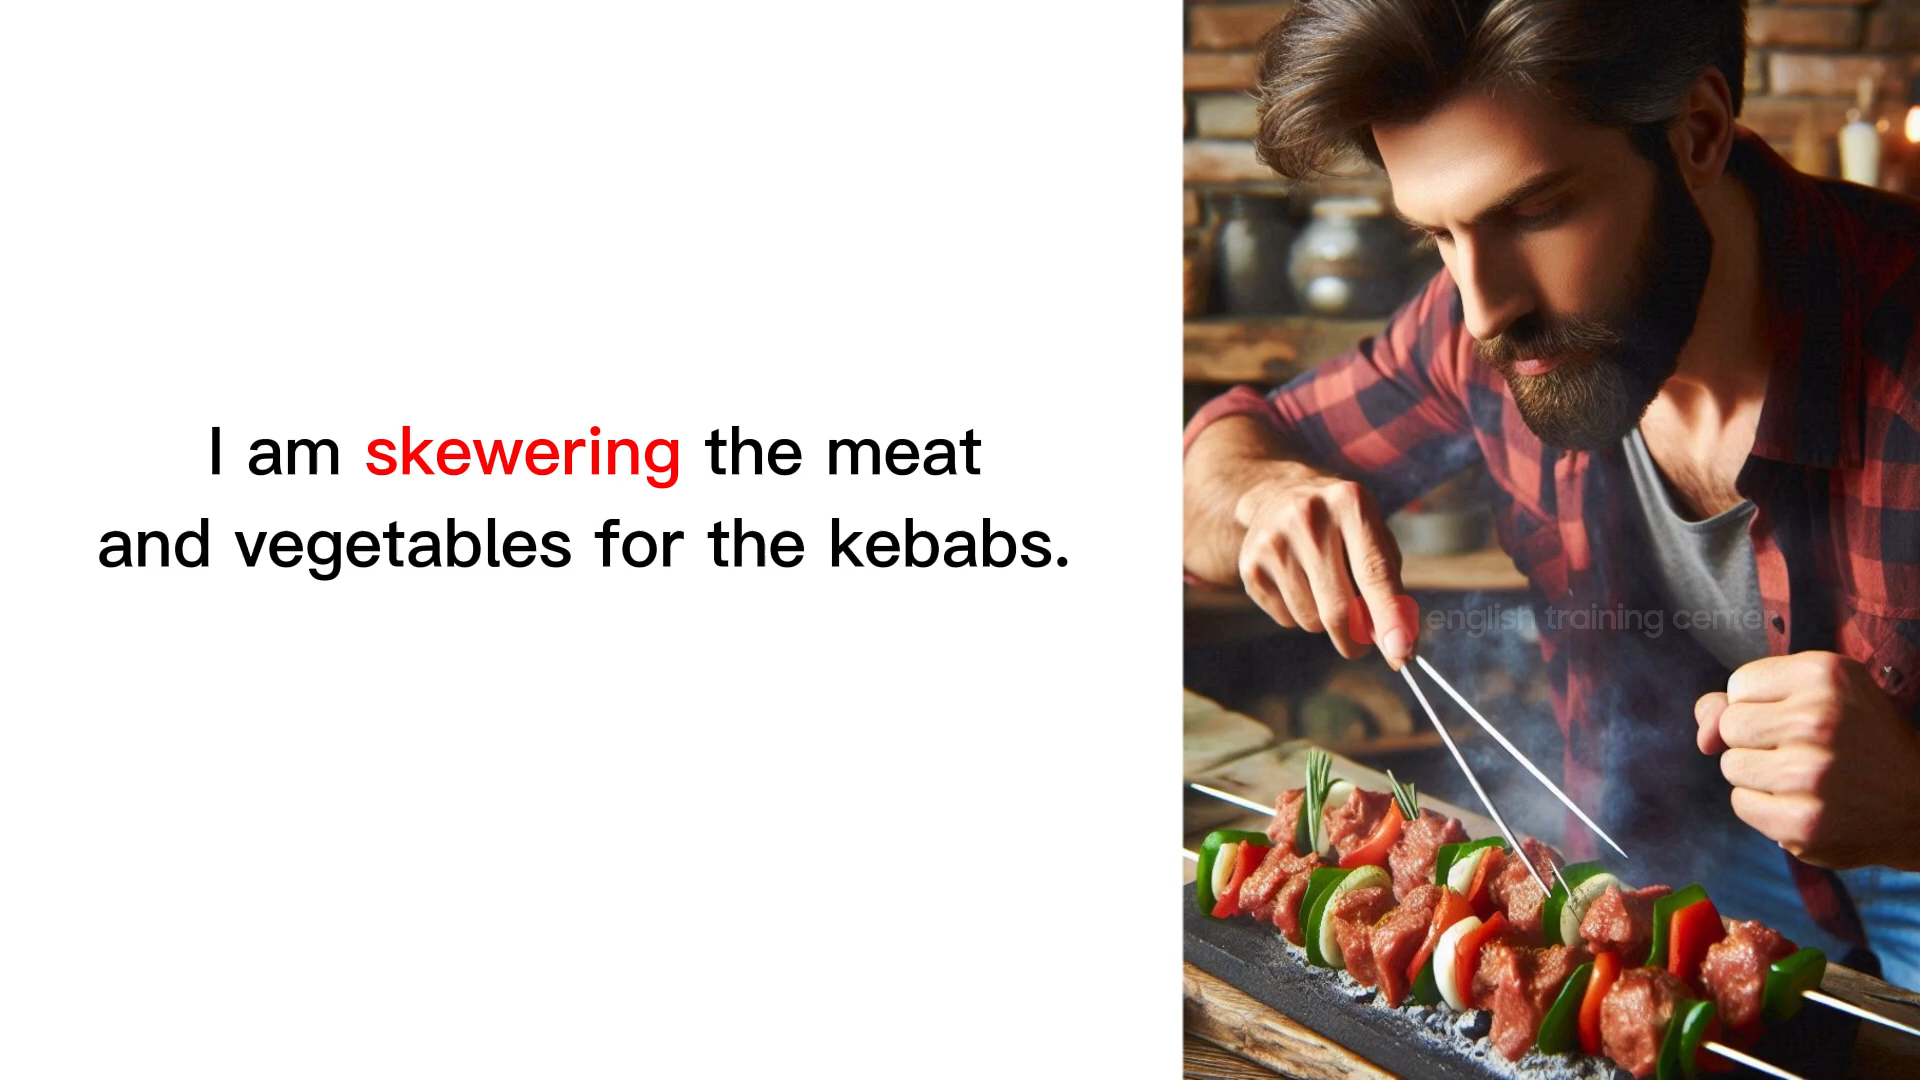 I am skewering the meat
and vegetables for the kebabs.
english training center